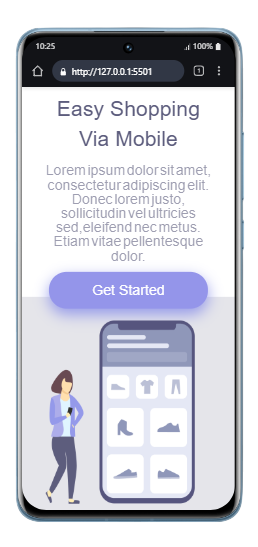 10:25
100%
http://127.0.0.1:5501
1
Easy Shopping
Via Mobile
Lorem ipsum dolor sit amet,
consectetur adipiscing elit.
Donec lorem justo,
sollicitudin vel ultricies
sed,eleifend nec metus.
Etiam vitae pellentesque
dolor.
Get Started